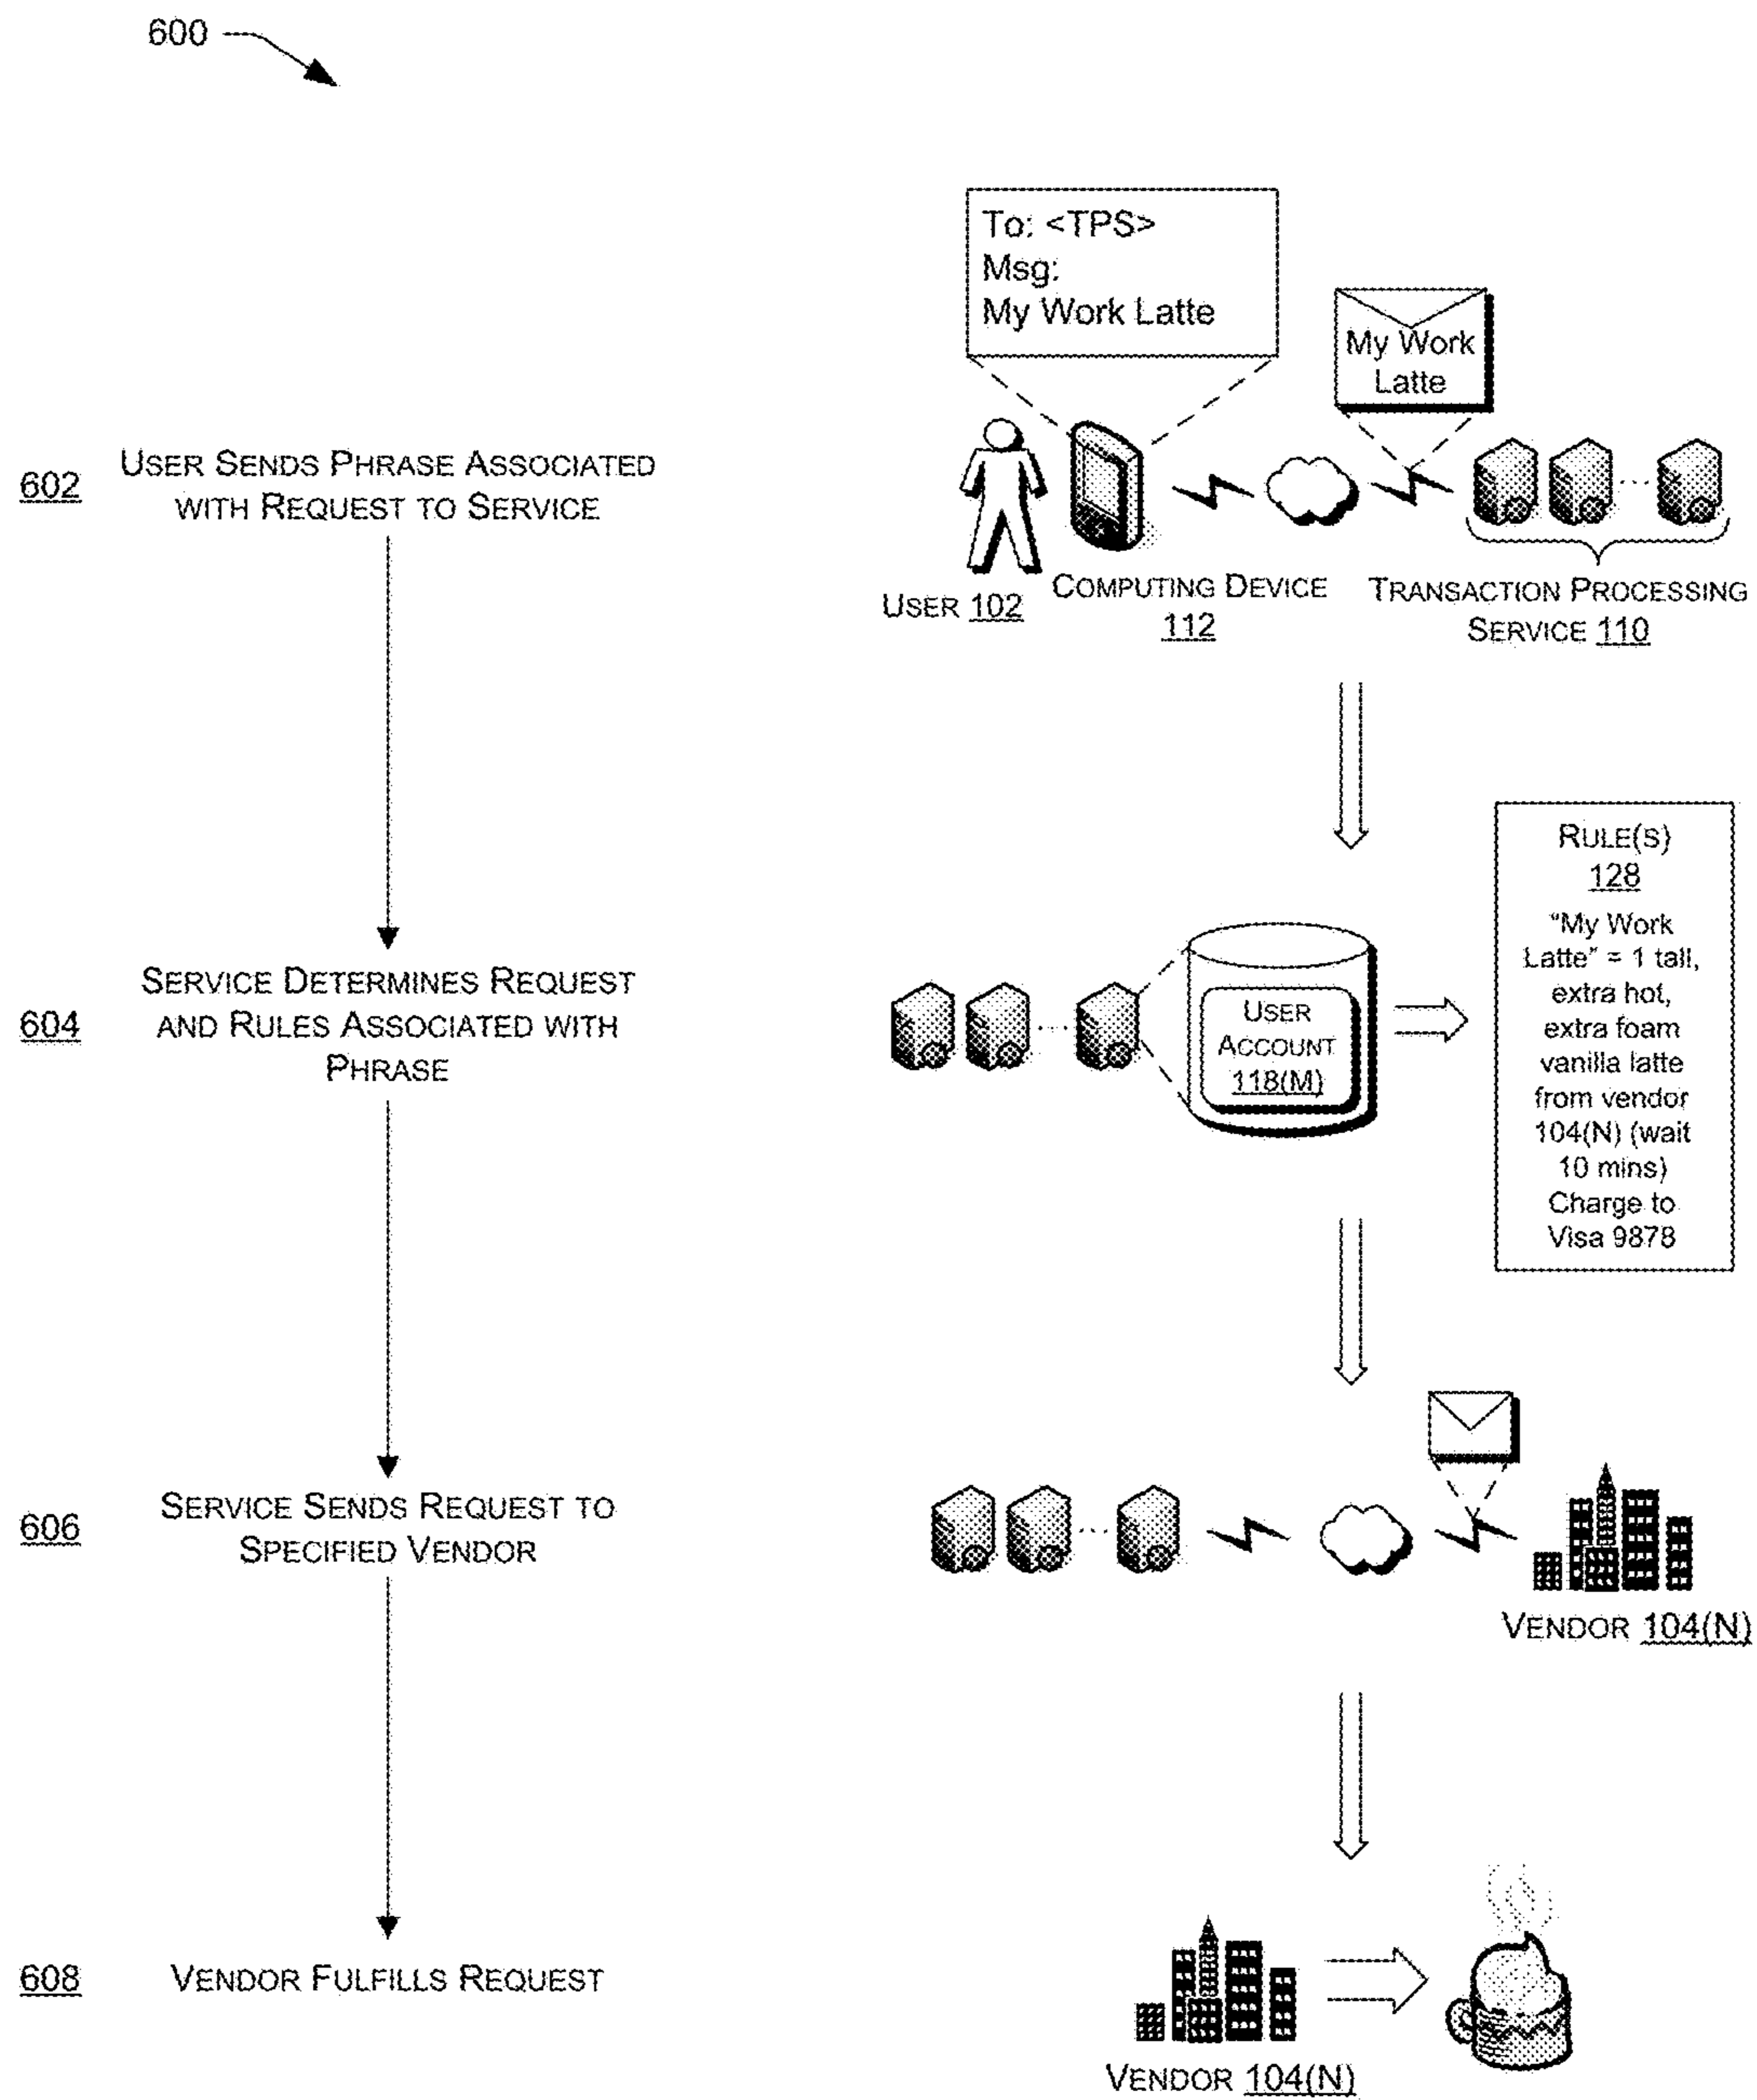 600
To: <TPS>
Msg:
My Work Latte
My Work
Latte
602
USER SENDS PHRASE ASSOCIATED
WITH REQUEST TO SERVICE
USER 102
COMPUTING DEVICE
112
TRANSACTION PROCESSING
SERVICE 110
604
SERVICE DETERMINES REQUEST
AND RULES ASSOCIATED WITH
PHRASE
USER
ACCOUNT
118(M)
RULE(S)
128
"My Work
Latte" = 1 tall,
extra hot,
extra foam
vanilla latte
from vendor
104(N) (wait
10 mins)
Charge to
Visa 9878
606
SERVICE SENDS REQUEST TO
SPECIFIED VENDOR
VENDOR 104(N)
608
VENDOR FULFILLS REQUEST
VENDOR 104(N)